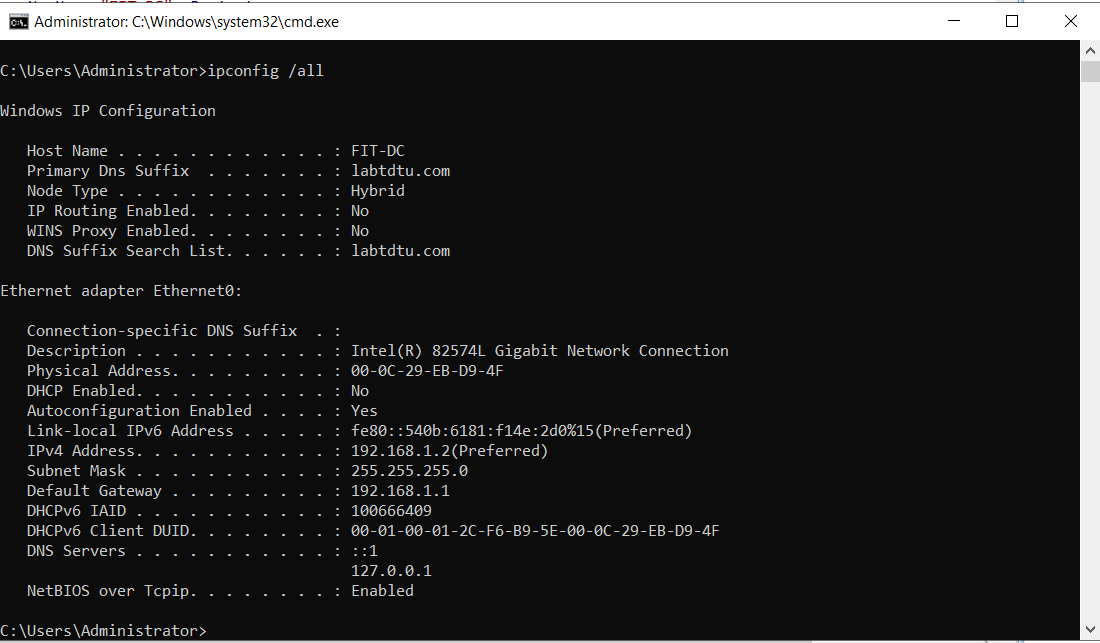 Administrator: C:\Windows\system32\cmd.exe
C:\Users\Administrator>ipconfig /all
Windows IP Configuration
Host Name . . . . . . . . . . . . : FIT-DC
Primary Dns Suffix  . . . . . . . : labtdtu.com
Node Type . . . . . . . . . . . . : Hybrid
IP Routing Enabled. . . . . . . . : No
WINS Proxy Enabled. . . . . . . . : No
DNS Suffix Search List. . . . . . : labtdtu.com
Ethernet adapter Ethernet0:
Connection-specific DNS Suffix  . :
Description . . . . . . . . . . . : Intel(R) 82574L Gigabit Network Connection
Physical Address. . . . . . . . . : 00-0C-29-EB-D9-4F
DHCP Enabled. . . . . . . . . . . : No
Autoconfiguration Enabled . . . . : Yes
Link-local IPv6 Address . . . . . : fe80::540b:6181:f14e:2d0%15(Preferred)
IPv4 Address. . . . . . . . . . . : 192.168.1.2(Preferred)
Subnet Mask . . . . . . . . . . . : 255.255.255.0
Default Gateway . . . . . . . . . : 192.168.1.1
DHCPv6 IAID . . . . . . . . . . . : 100666409
DHCPv6 Client DUID. . . . . . . . : 00-01-00-01-2C-F6-B9-5E-00-0C-29-EB-D9-4F
DNS Servers . . . . . . . . . . . : ::1
127.0.0.1
NetBIOS over Tcpip. . . . . . . . : Enabled
C:\Users\Administrator>